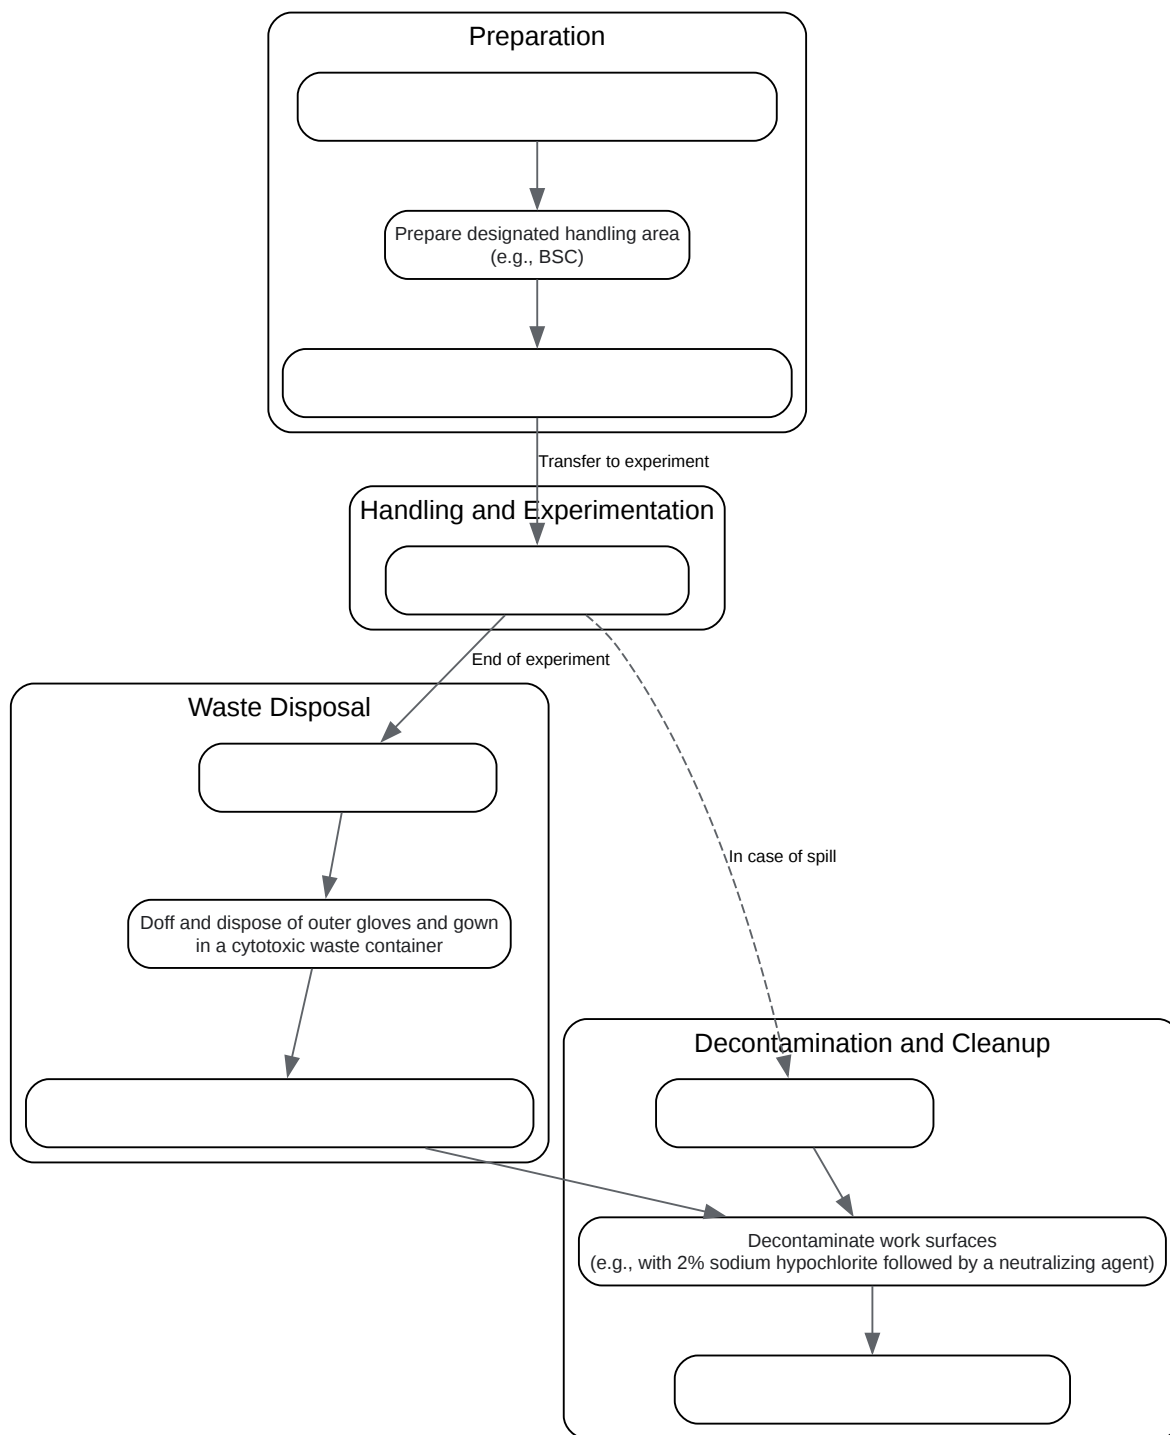 Preparation
Prepare designated handling area
(e.g., BSC)
Transfer to experiment
Handling and Experimentation
End of experiment
Waste Disposal
In case of spill
Doff and dispose of outer gloves and gown
in a cytotoxic waste container
Decontamination and Cleanup
Decontaminate work surfaces
(e.g., with 2% sodium hypochlorite followed by a neutralizing agent)